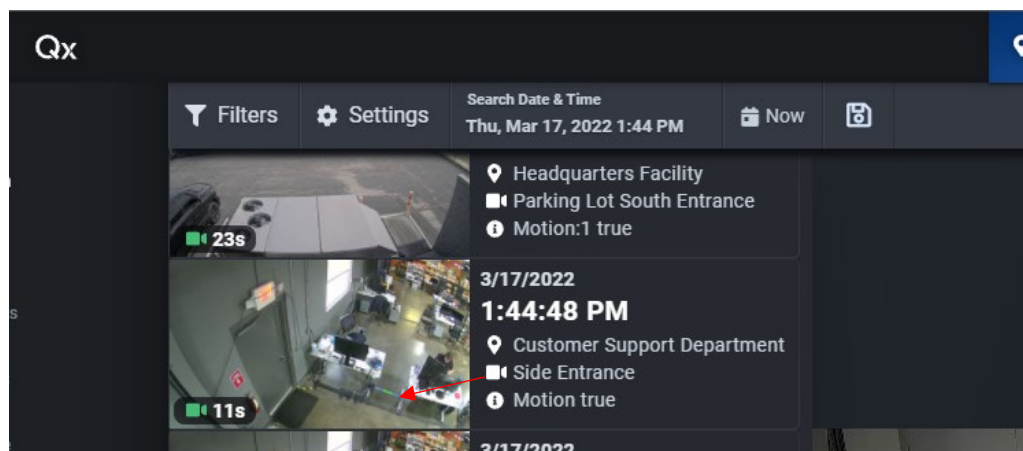 Qx
Filters
Settings
Search Date & Time
Thu, Mar 17, 2022 1:44 PM
Now
Headquarters Facility
Parking Lot South Entrance
Motion:1 true
23s
3/17/2022
1:44:48 PM
Customer Support Department
Side Entrance
Motion true
11s
3/17/2022